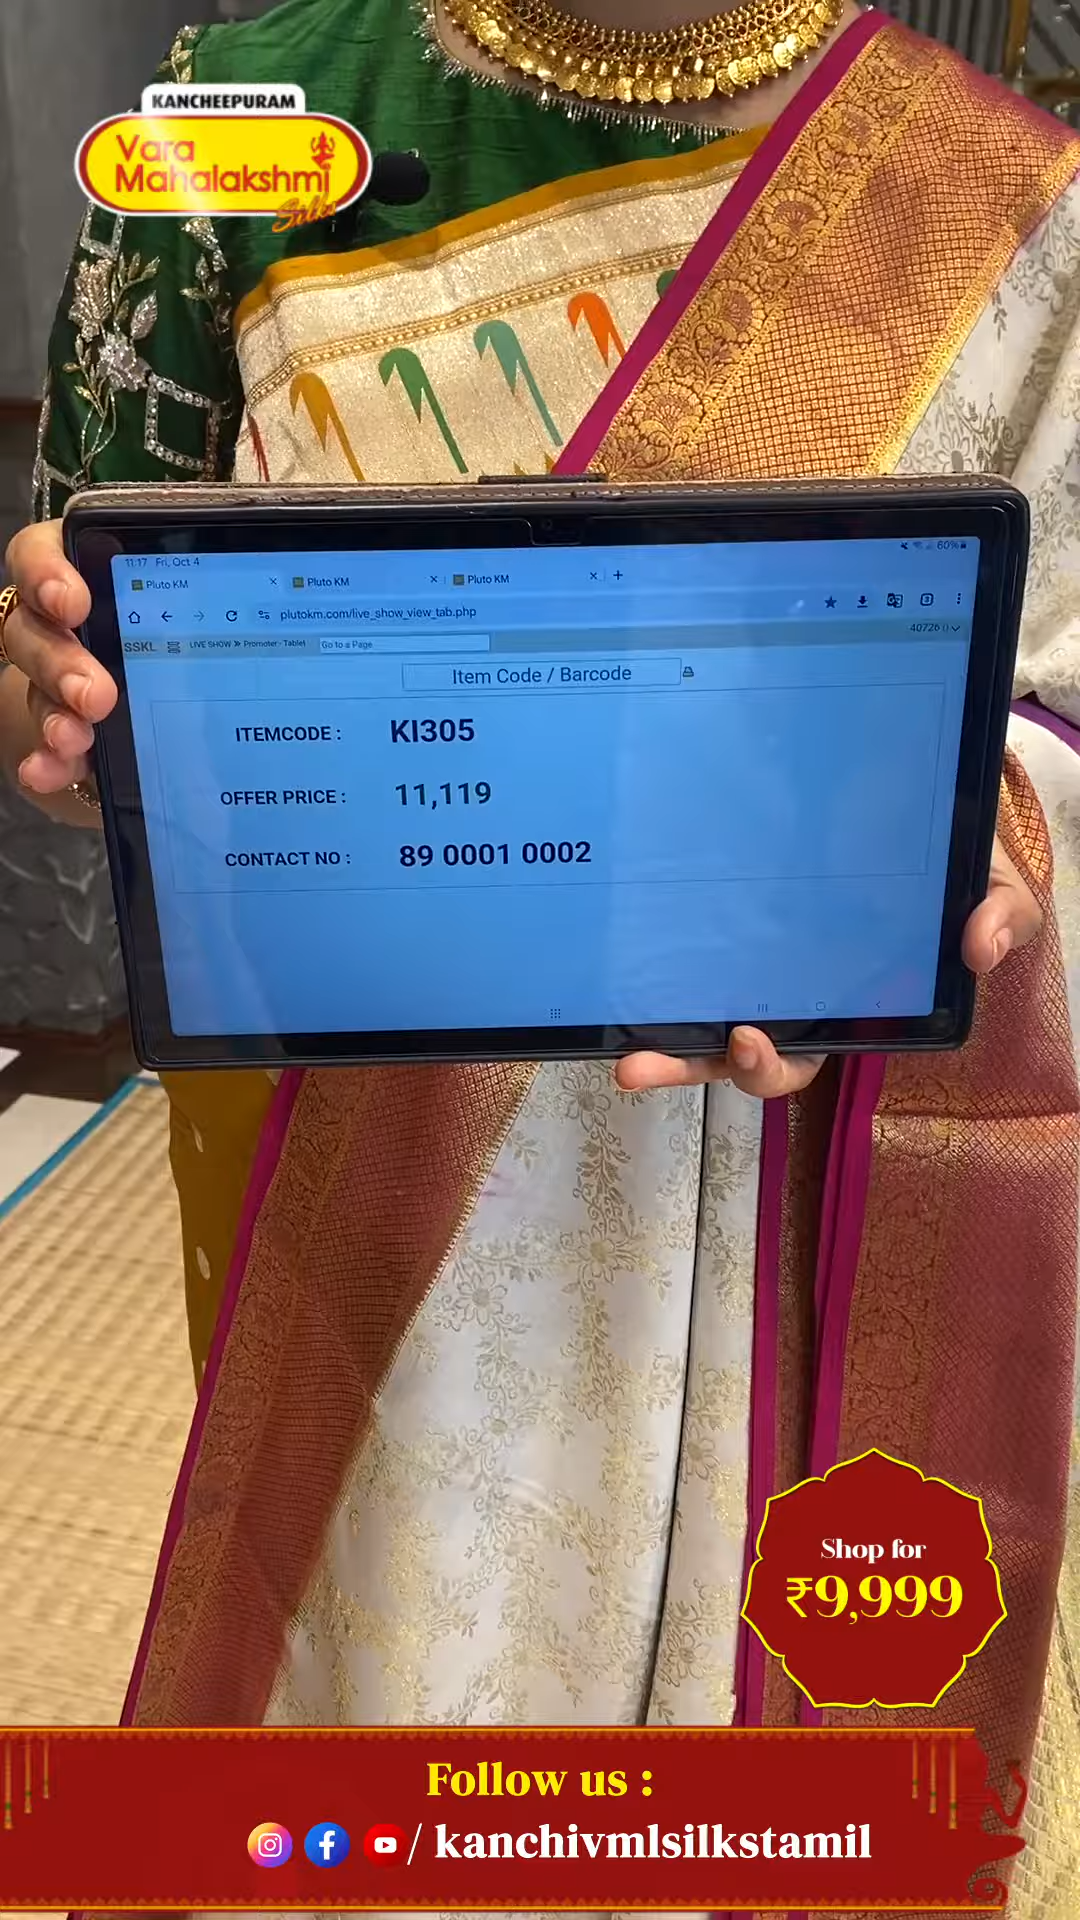 KANCHEEPURAM
Vara
Mahalakshmi
Silks
11:17 Fri, Oct 4
60%
Pluto KM
Pluto KM
Pluto KM
plutokm.com/live_show_view_tab.php
SSKL
LIVE SHOW » Promoter - Tablet
Go to a Page
Item Code / Barcode
ITEMCODE : KI305
OFFER PRICE : 11,119
CONTACT NO : 89 0001 0002
Shop for
₹9,999
Follow us :
/ kanchivmlsilkstamil